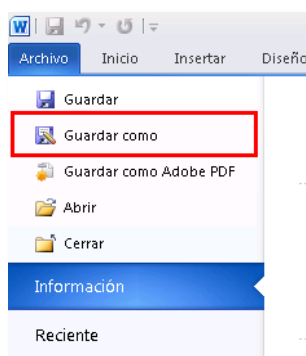 W
Archivo Inicio Insertar Diseño
Guardar
Guardar como
Guardar como Adobe PDF
Abrir
Cerrar
Información
Reciente